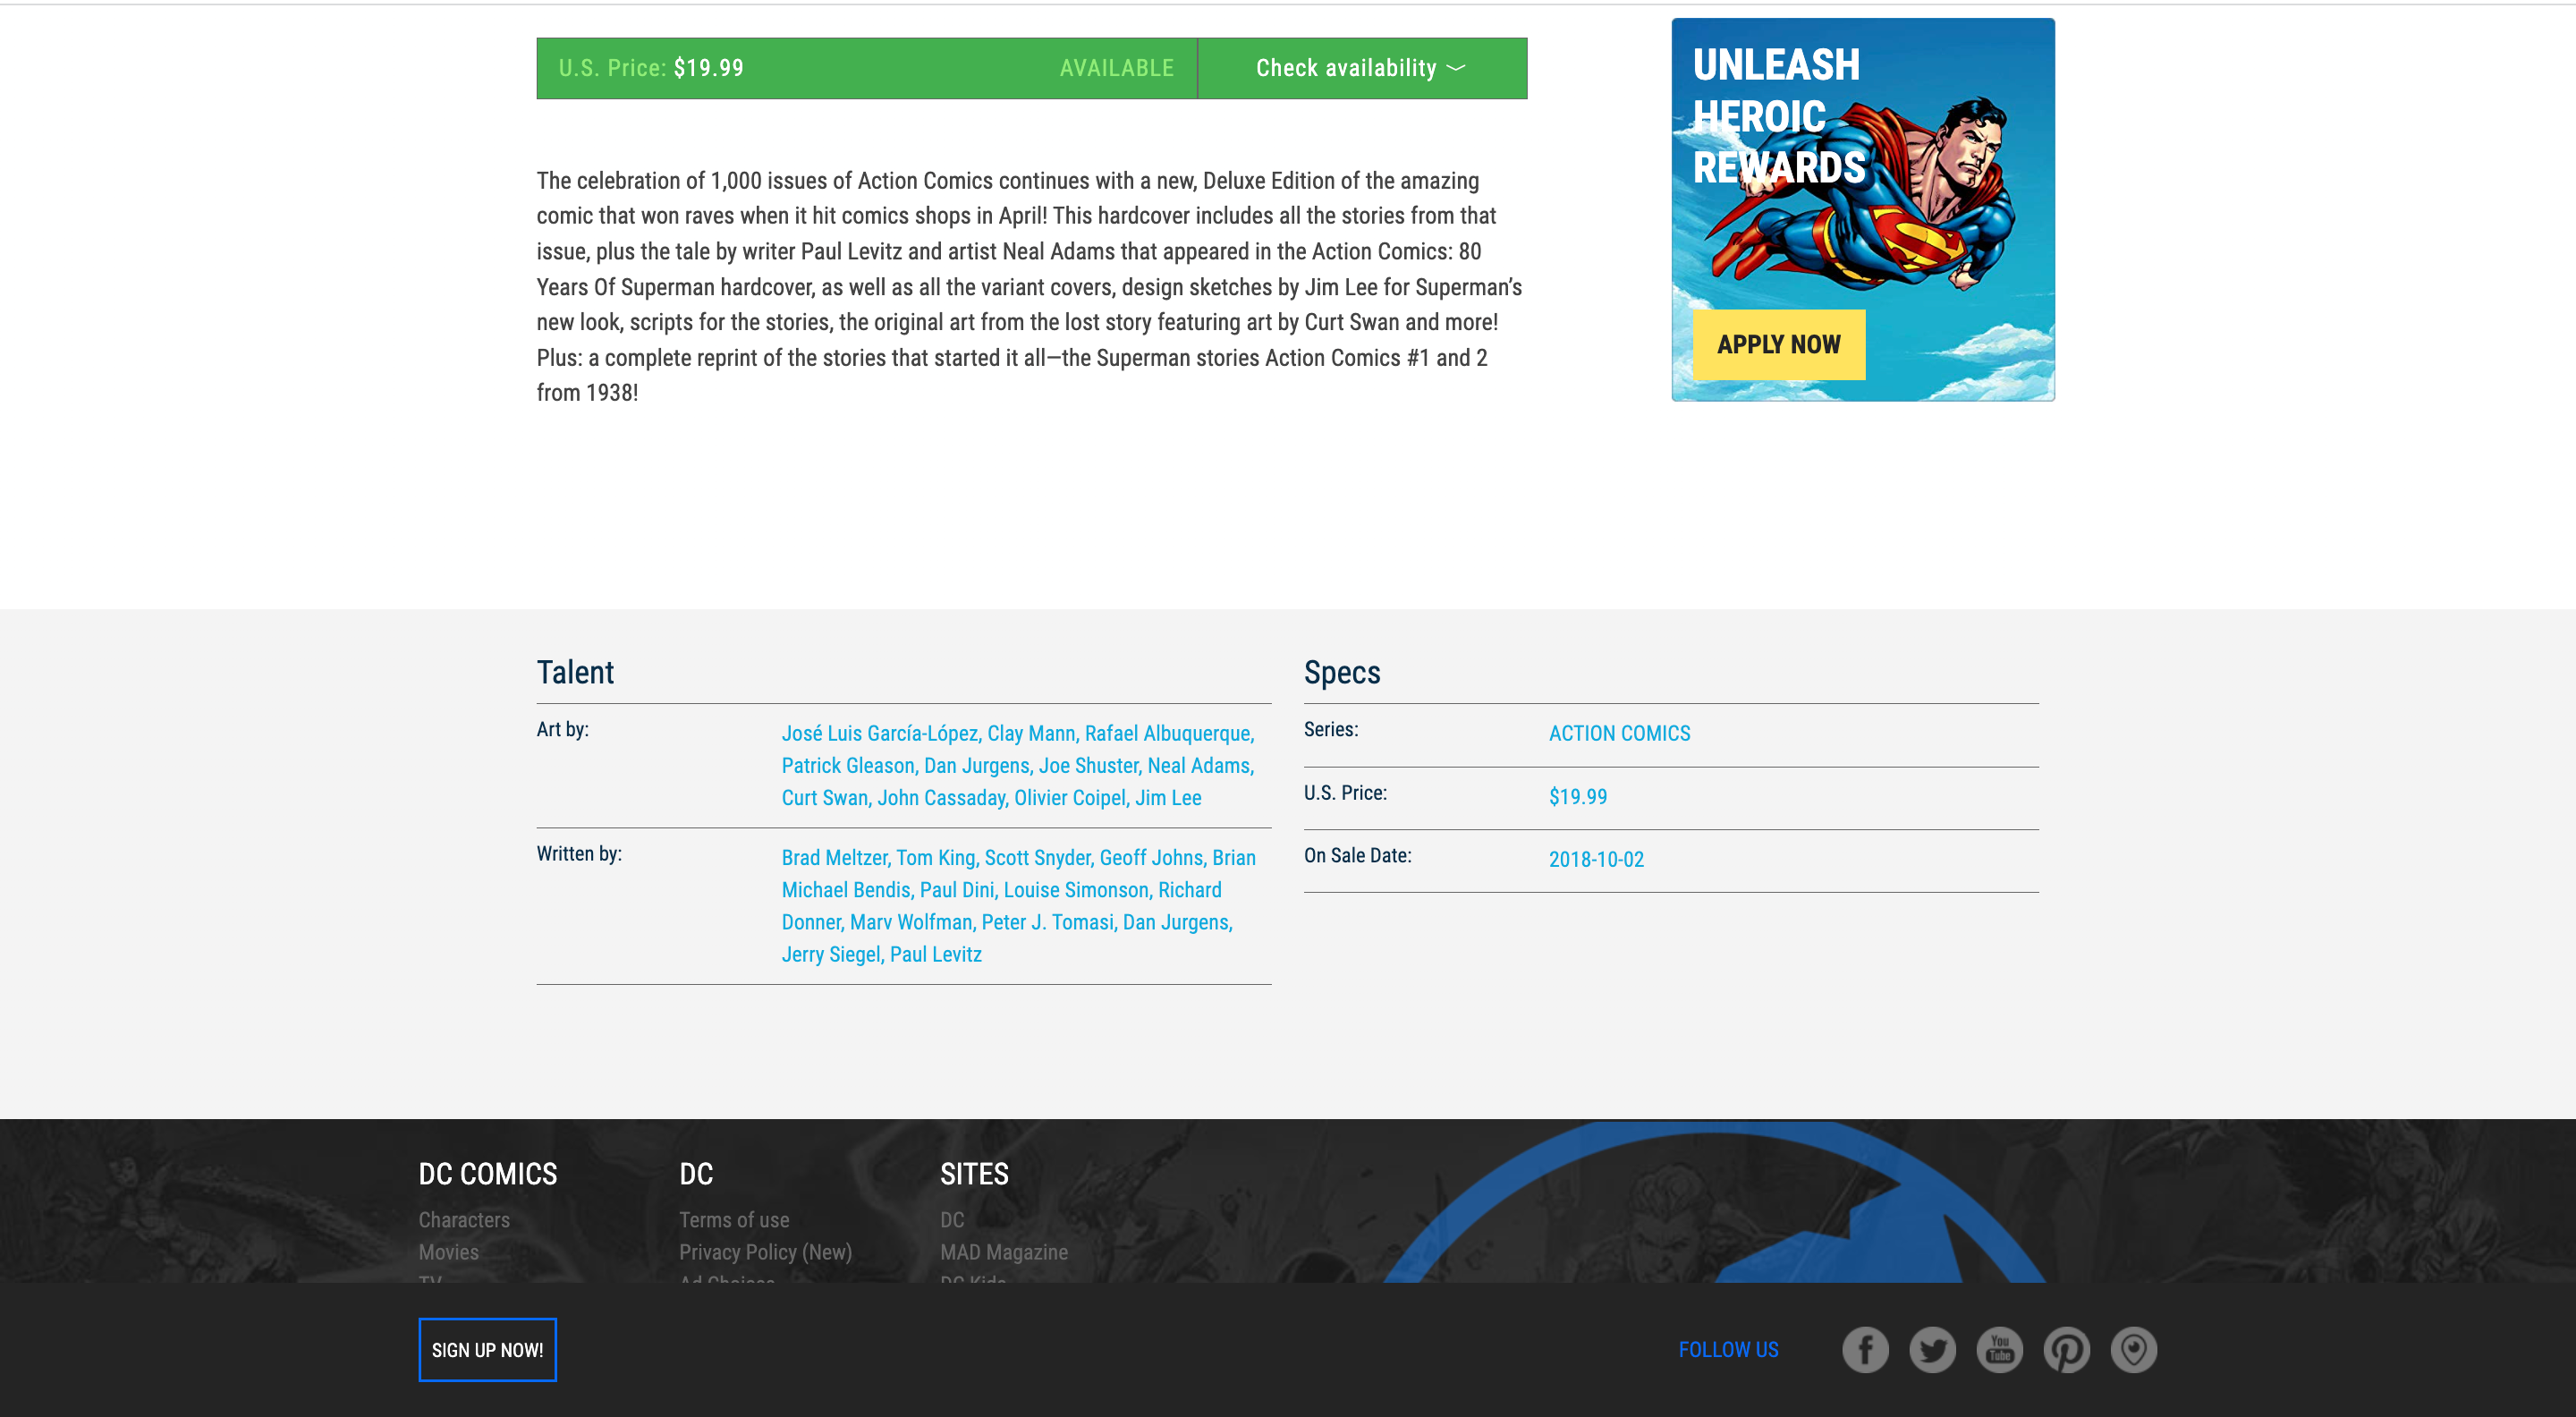 U.S. Price: $19.99
AVAILABLE
Check availability
The celebration of 1,000 issues of Action Comics continues with a new, Deluxe Edition of the amazing
comic that won raves when it hit comics shops in April! This hardcover includes all the stories from that
issue, plus the tale by writer Paul Levitz and artist Neal Adams that appeared in the Action Comics: 80
Years Of Superman hardcover, as well as all the variant covers, design sketches by Jim Lee for Superman’s
new look, scripts for the stories, the original art from the lost story featuring art by Curt Swan and more!
Plus: a complete reprint of the stories that started it all—the Superman stories Action Comics #1 and 2
from 1938!
UNLEASH
HEROIC
REWARDS
APPLY NOW
Talent
Art by:
José Luis García-López, Clay Mann, Rafael Albuquerque,
Patrick Gleason, Dan Jurgens, Joe Shuster, Neal Adams,
Curt Swan, John Cassaday, Olivier Coipel, Jim Lee
Written by:
Brad Meltzer, Tom King, Scott Snyder, Geoff Johns, Brian
Michael Bendis, Paul Dini, Louise Simonson, Richard
Donner, Marv Wolfman, Peter J. Tomasi, Dan Jurgens,
Jerry Siegel, Paul Levitz
Specs
Series:
ACTION COMICS
U.S. Price:
$19.99
On Sale Date:
2018-10-02
DC COMICS
Characters
Movies
TV
DC
Terms of use
Privacy Policy (New)
Ad Choices
SITES
DC
MAD Magazine
DC Kids
SIGN UP NOW!
FOLLOW US
You
Tube